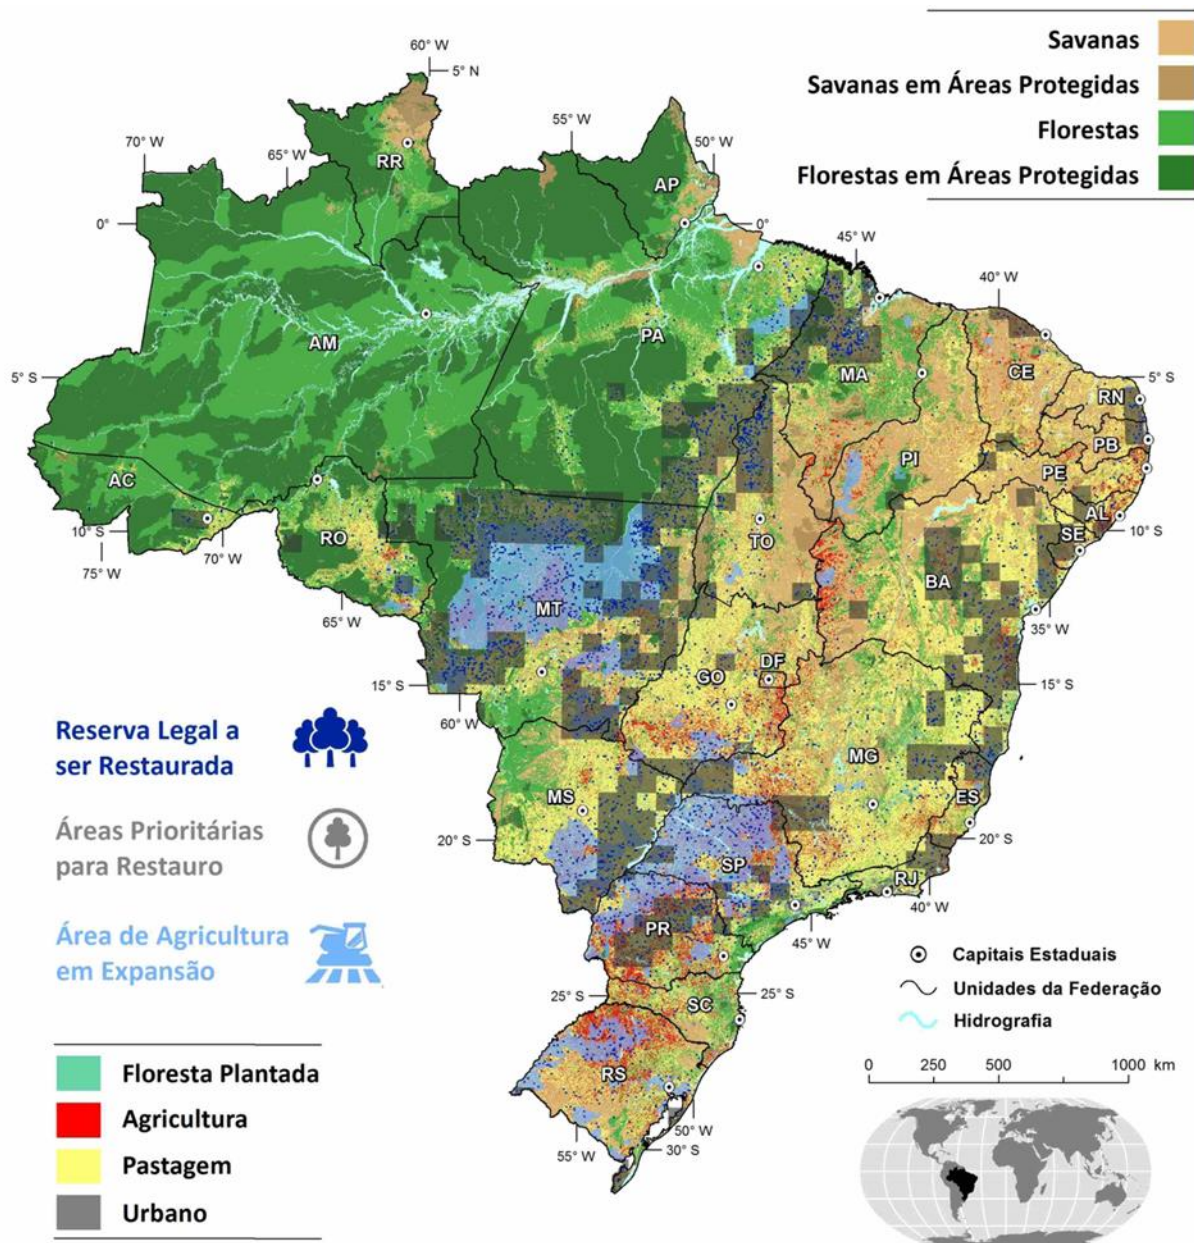 60° W
5° N
Savanas
Savanas em Áreas Protegidas
Florestas
Florestas em Áreas Protegidas
70° W
65° W
55° W
50° W
RR
AP
0°
0°
45° W
40° W
AM
PA
MA
CE
5° S
5° S
RN
PB
PI
PE
AC
AL
10° S
SE
10° S
75° W
70° W
RO
TO
BA
MT
65° W
35° W
DF
GO
15° S
15° S
60° W
Reserva Legal a
ser Restaurada
MG
MS
ES
Áreas Prioritárias
para Restauro
20° S
20° S
SP
RJ
40° W
PR
45° W
Área de Agricultura
em Expansão
Capitais Estaduais
Unidades da Federação
Hidrografia
25° S
25° S
SC
RS
0 250 500 1000 km
50° W
55° W
30° S
Floresta Plantada
Agricultura
Pastagem
Urbano